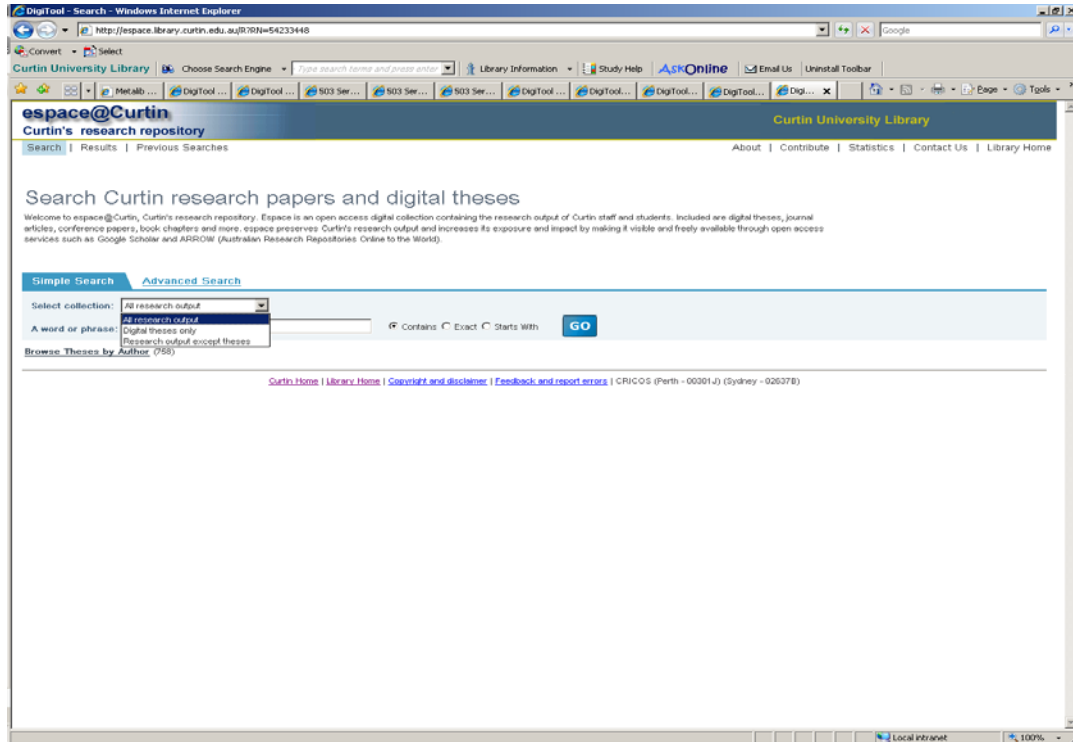 DigiTool - Search - Windows Internet Explorer
http://espace.library.curtin.edu.au/R?RN=54233448
Google
Convert Select
Curtin University Library Choose Search Engine Type search terms and press enter Library Information Study Help AskOnline Email Us Uninstall Toolbar
Metalib ... DigiTool ... DigiTool ... 503 Ser... 503 Ser... 503 Ser... DigiTool ... DigiTool... DigiTool... DigiTool... Digi... x Page Tools
espace@Curtin
Curtin's research repository
Curtin University Library
Search | Results | Previous Searches
About | Contribute | Statistics | Contact Us | Library Home
Search Curtin research papers and digital theses
Welcome to espace@Curtin, Curtin's research repository. Espace is an open access digital collection containing the research output of Curtin staff and students. Included are digital theses, journal
articles, conference papers, book chapters and more. espace preserves Curtin's research output and increases its exposure and impact by making it visible and freely available through open access
services such as Google Scholar and ARROW (Australian Research Repositories Online to the World).
Simple Search Advanced Search
Select collection: All research output
All research output
A word or phrase: Digital theses only Contains Exact Starts With GO
Research output except theses
Browse Theses by Author (758)
Curtin Home | Library Home | Copyright and disclaimer | Feedback and report errors | CRICOS (Perth - 00301J) (Sydney - 02637B)
Local intranet 100%